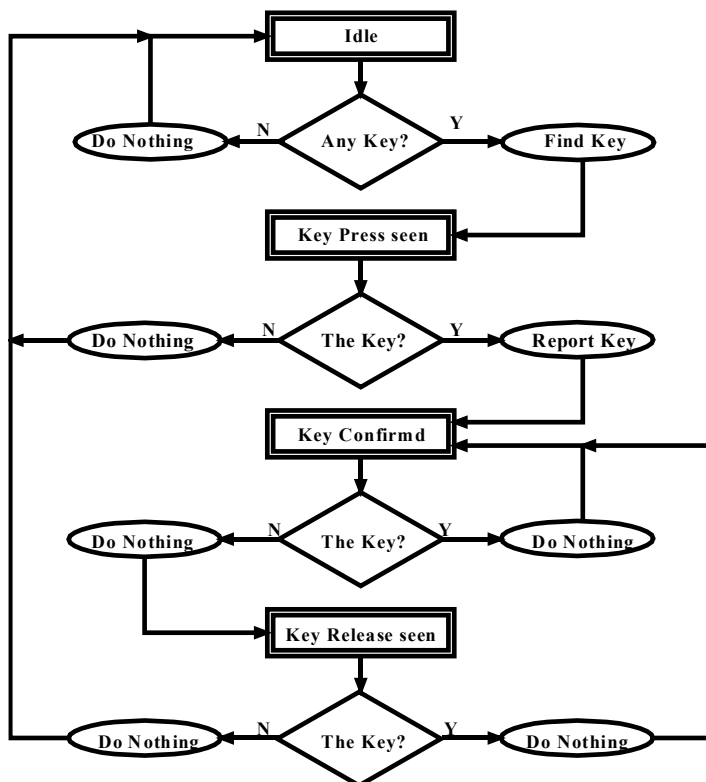 Idle
N
Y
Do Nothing
Any Key?
Find Key
Key Press seen
N
Y
Do Nothing
The Key?
Report Key
Key Confirmd
N
Y
Do Nothing
The Key?
Do Nothing
Key Release seen
N
Y
Do Nothing
The Key?
Do Nothing